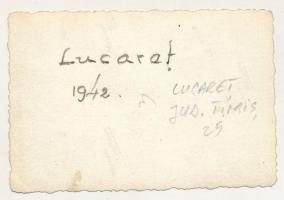 Lucareț
1942.
LUCAREȚ
JUD. TIMIȘ,
25